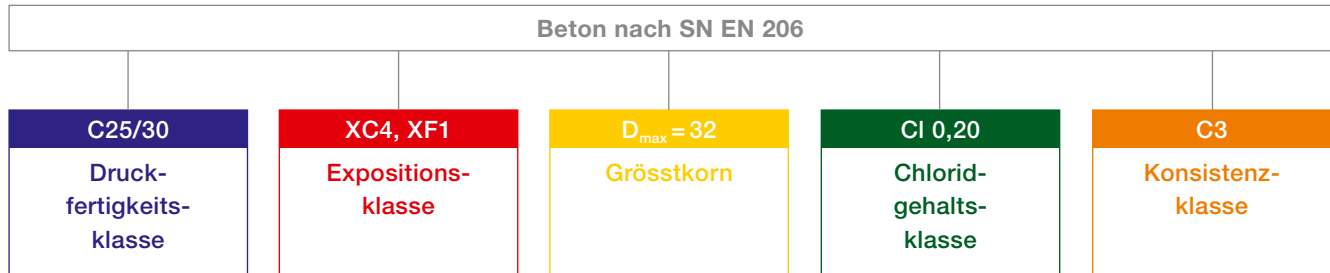 Beton nach SN EN 206
C25/30
XC4, XF1
Dmax = 32
Cl 0,20
C3
Druck-
fertigkeits-
klasse
Expositions-
klasse
Grösstkorn
Chlorid-
gehalts-
klasse
Konsistenz-
klasse